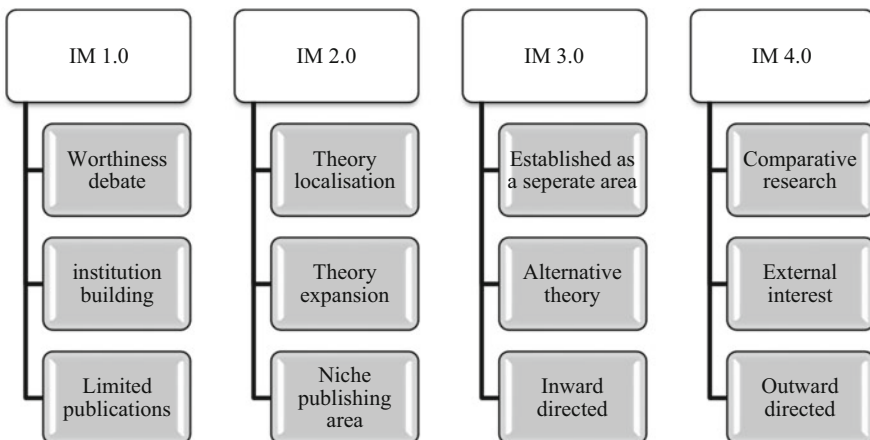 IM 1.0
Worthiness
debate
institution
building
Limited
publications
IM 2.0
Theory
localisation
Theory
expansion
Niche
publishing
area
IM 3.0
Established as
a seperate area
Alternative
theory
Inward
directed
IM 4.0
Comparative
research
External
interest
Outward
directed